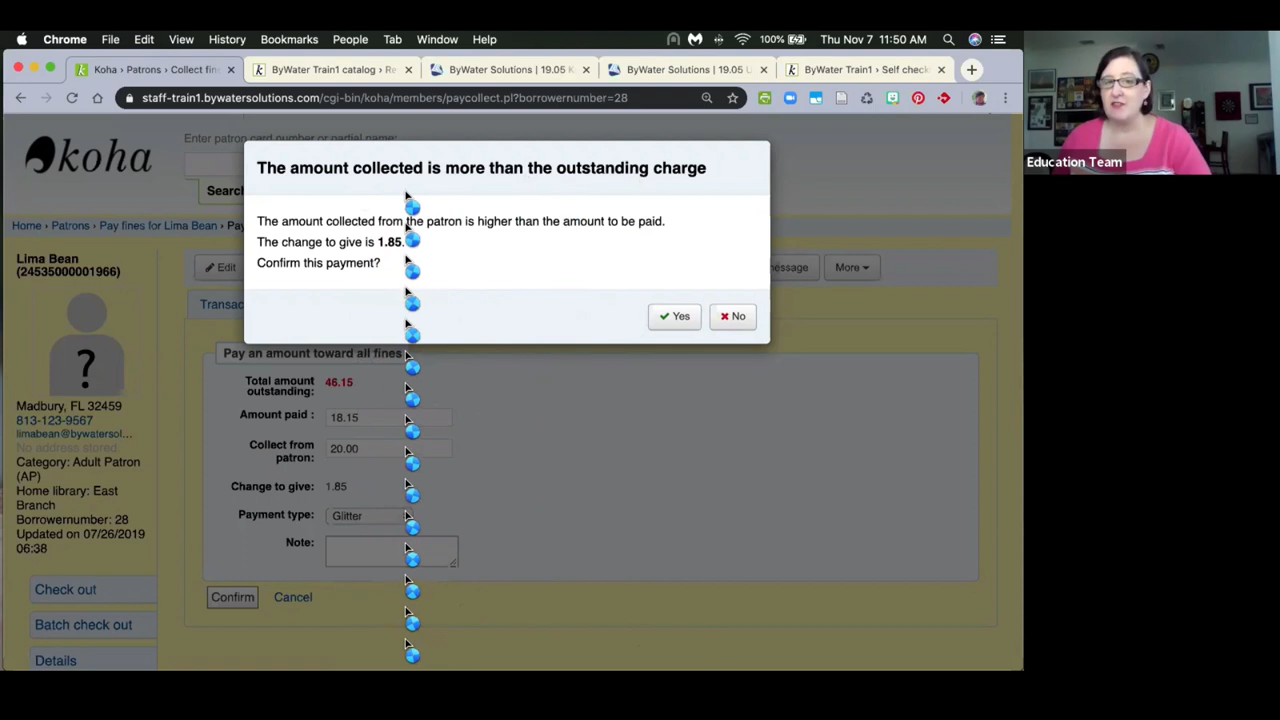 Chrome File Edit View History Bookmarks People Tab Window Help 100% Thu Nov 7 11:50 AM
Koha › Patrons › Collect fin ByWater Train1 catalog › Re ByWater Solutions | 19.05 K ByWater Solutions | 19.05 U ByWater Train1 › Self check
staff-train1.bywatersolutions.com/cgi-bin/koha/members/paycollect.pl?borrowernumber=28
Education Team
Enter patron card number or partial name:
koha
The amount collected is more than the outstanding charge
Search
The amount collected from the patron is higher than the amount to be paid.
The change to give is 1.85.
Confirm this payment?
Yes No
Home › Patrons › Pay fines for Lima Bean › Pay
Lima Bean
(24535000001966)
Edit message More
Transac
Pay an amount toward all fines
Total amount outstanding: 46.15
Amount paid : 18.15
Collect from patron: 20.00
Change to give: 1.85
Payment type: Glitter
Note:
Confirm Cancel
?
Madbury, FL 32459
813-123-9567
limabean@bywatersol...
No address stored.
Category: Adult Patron
(AP)
Home library: East
Branch
Borrowernumber: 28
Updated on 07/26/2019
06:38
Check out
Batch check out
Details